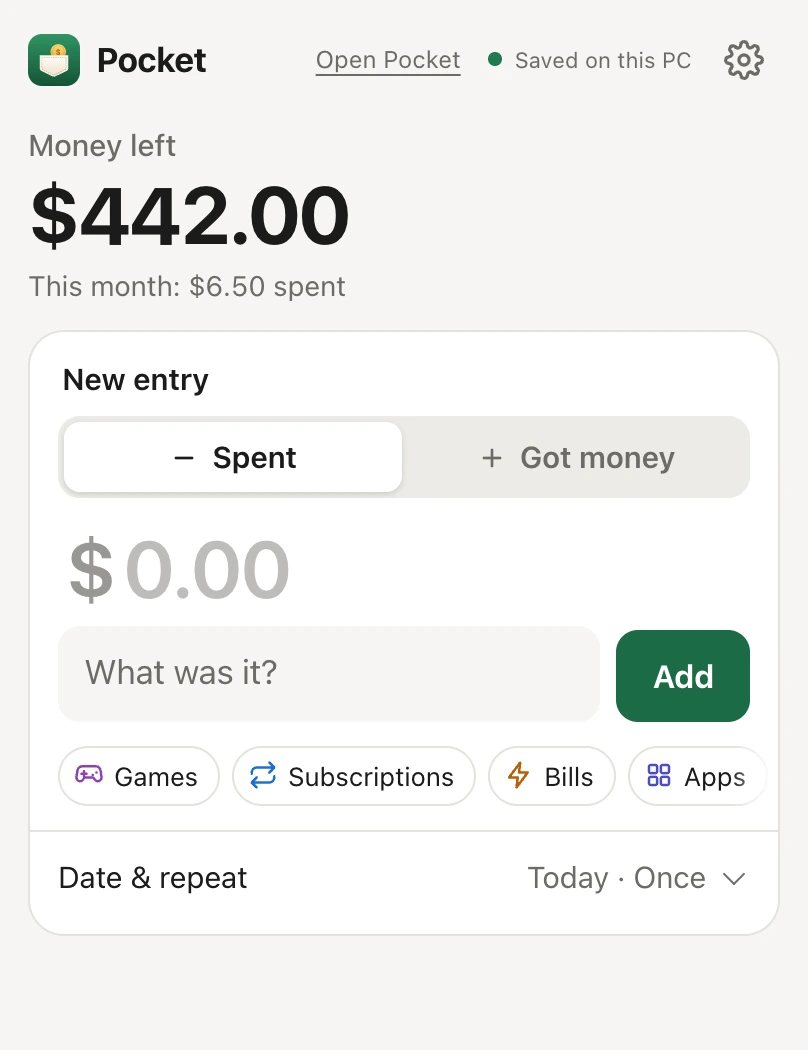 Pocket
Open Pocket
Saved on this PC
Money left
$442.00
This month: $6.50 spent
New entry
− Spent
+ Got money
$ 0.00
What was it?
Add
Games
Subscriptions
Bills
Apps
Date & repeat
Today · Once